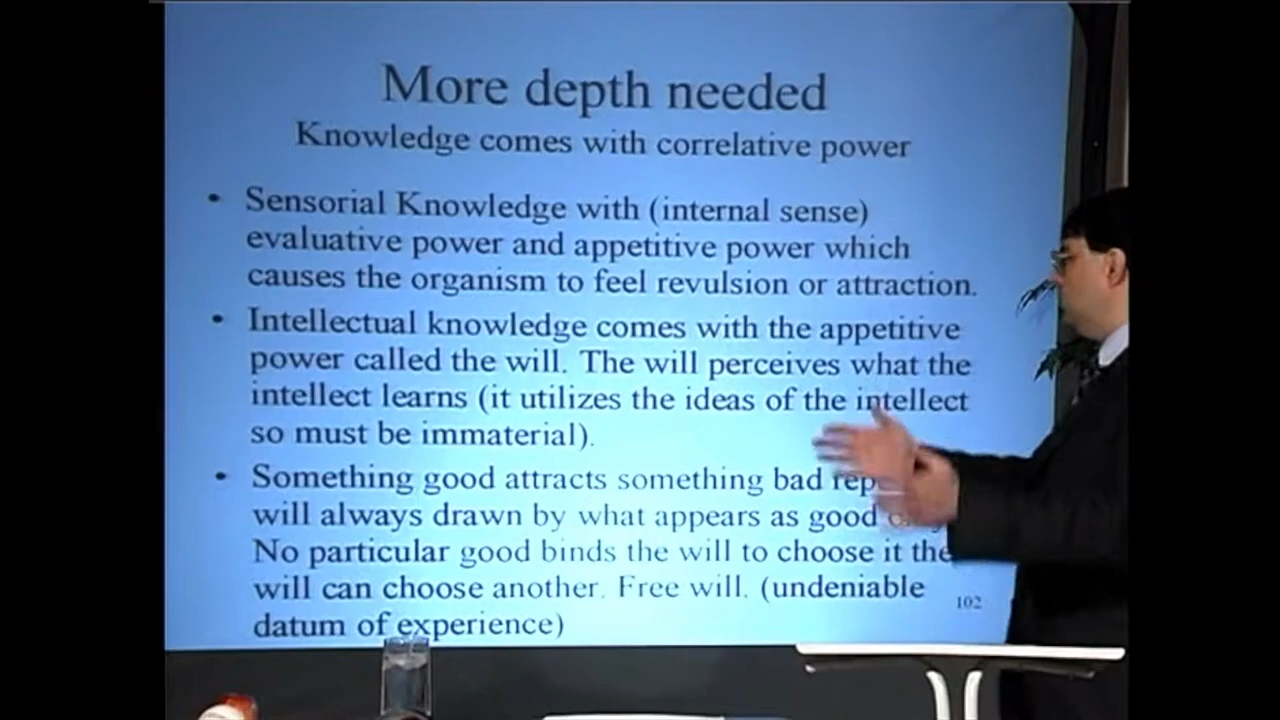 More depth needed
Knowledge comes with correlative power
• Sensorial Knowledge with (internal sense)
evaluative power and appetitive power which
causes the organism to feel revulsion or attraction.
• Intellectual knowledge comes with the appetitive
power called the will. The will perceives what the
intellect learns (it utilizes the ideas of the intellect
so must be immaterial).
• Something good attracts something bad
will always drawn by what appears as good
No particular good binds the will to choose it the
will can choose another. Free will. (undeniable
datum of experience)
102